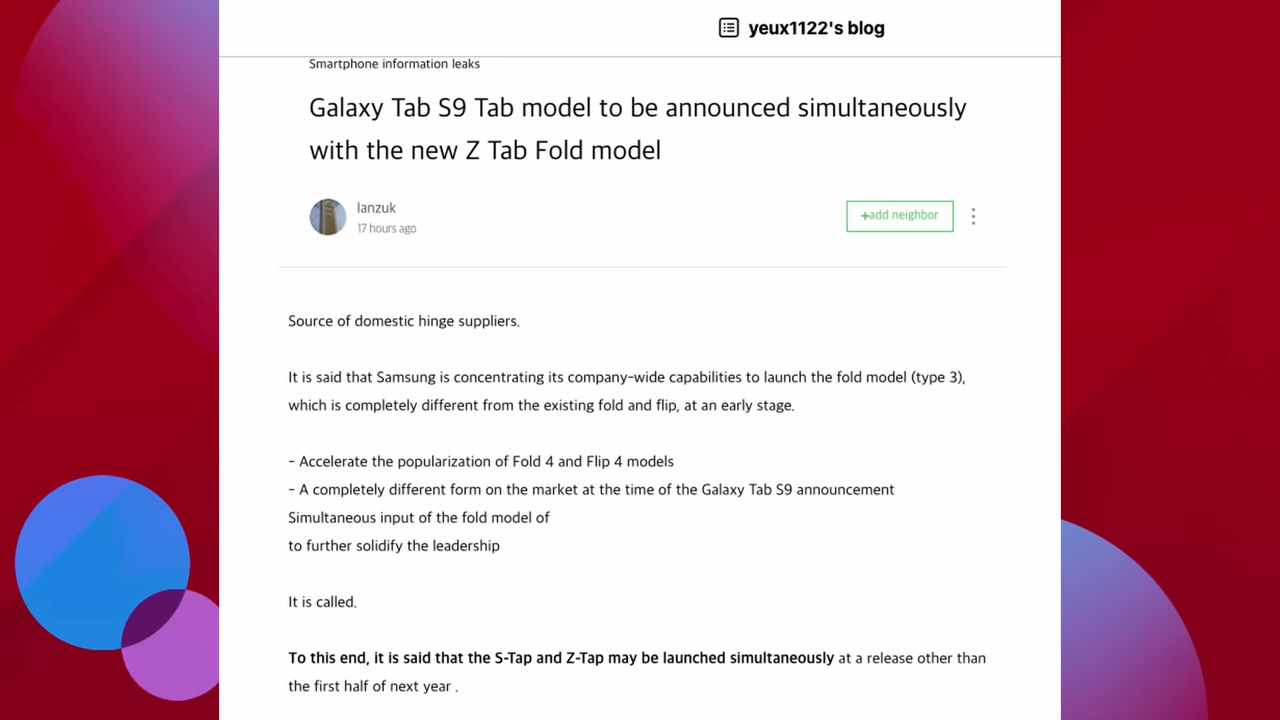 yeux1122's blog
Smartphone information leaks
Galaxy Tab S9 Tab model to be announced simultaneously
with the new Z Tab Fold model
lanzuk
17 hours ago
+add neighbor
Source of domestic hinge suppliers.
It is said that Samsung is concentrating its company-wide capabilities to launch the fold model (type 3),
which is completely different from the existing fold and flip, at an early stage.
- Accelerate the popularization of Fold 4 and Flip 4 models
- A completely different form on the market at the time of the Galaxy Tab S9 announcement
Simultaneous input of the fold model of
to further solidify the leadership
It is called.
To this end, it is said that the S-Tap and Z-Tap may be launched simultaneously at a release other than
the first half of next year .